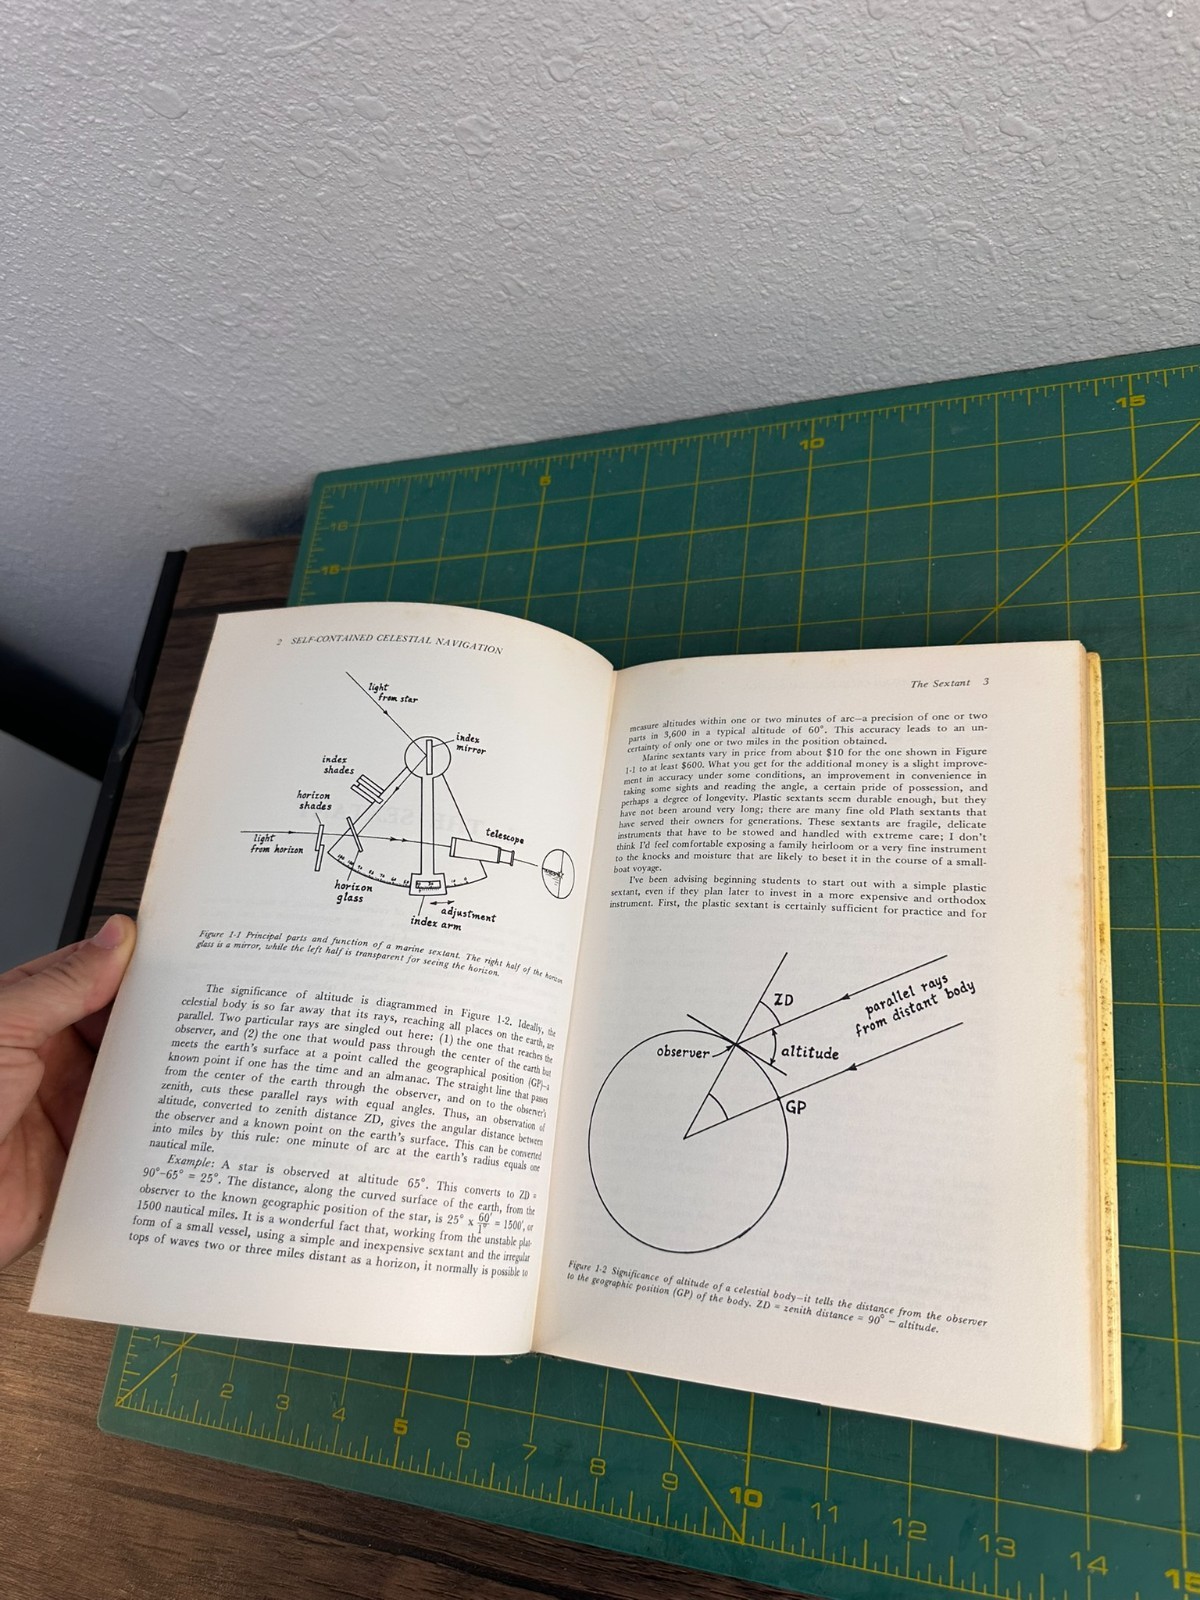 2 SELF-CONTAINED CELESTIAL NAVIGATION
light
from star
index
mirror
index
shades
horizon
shades
light
from horizon
telescope
horizon
glass
adjustment
index arm
Figure 1-1 Principal parts and function of a marine sextant. The right half of the horizon
glass is a mirror, while the left half is transparent for seeing the horizon.
The significance of altitude is diagrammed in Figure 1-2. Ideally, the
celestial body is so far away that its rays, reaching all places on the earth, are
parallel. Two particular rays are singled out here: (1) the one that reaches the
observer, and (2) the one that would pass through the center of the earth but
meets the earth's surface at a point called the geographical position (GP)—a
known point if one has the time and an almanac. The straight line that passes
from the center of the earth through the observer, and on to the observer's
zenith, cuts these parallel rays with equal angles. Thus, an observation of
altitude, converted to zenith distance ZD, gives the angular distance between
the observer and a known point on the earth's surface. This can be converted
into miles by this rule: one minute of arc at the earth's radius equals one
nautical mile.
Example: A star is observed at altitude 65°. This converts to ZD =
90°−65° = 25°. The distance, along the curved surface of the earth, from the
observer to the known geographic position of the star, is 25° x 60'/1° = 1500', or
1500 nautical miles. It is a wonderful fact that, working from the unstable plat-
form of a small vessel, using a simple and inexpensive sextant and the irregular
tops of waves two or three miles distant as a horizon, it normally is possible to
The Sextant 3
measure altitudes within one or two minutes of arc—a precision of one or two
parts in 3,600 in a typical altitude of 60°. This accuracy leads to an un-
certainty of only one or two miles in the position obtained.
Marine sextants vary in price from about $10 for the one shown in Figure
1-1 to at least $600. What you get for the additional money is a slight improve-
ment in accuracy under some conditions, an improvement in convenience in
taking some sights and reading the angle, a certain pride of possession, and
perhaps a degree of longevity. Plastic sextants seem durable enough, but they
have not been around very long; there are many fine old Plath sextants that
have served their owners for generations. These sextants are fragile, delicate
instruments that have to be stowed and handled with extreme care; I don't
think I'd feel comfortable exposing a family heirloom or a very fine instrument
to the knocks and moisture that are likely to beset it in the course of a small-
boat voyage.
I've been advising beginning students to start out with a simple plastic
sextant, even if they plan later to invest in a more expensive and orthodox
instrument. First, the plastic sextant is certainly sufficient for practice and for
ZD
parallel rays
from distant body
observer
altitude
GP
Figure 1-2 Significance of altitude of a celestial body—it tells the distance from the observer
to the geographic position (GP) of the body. ZD = zenith distance = 90° − altitude.
5 10 15
16
15
1
1 2 3 4 5 6 7 8 9 10 11 12 13 14 15